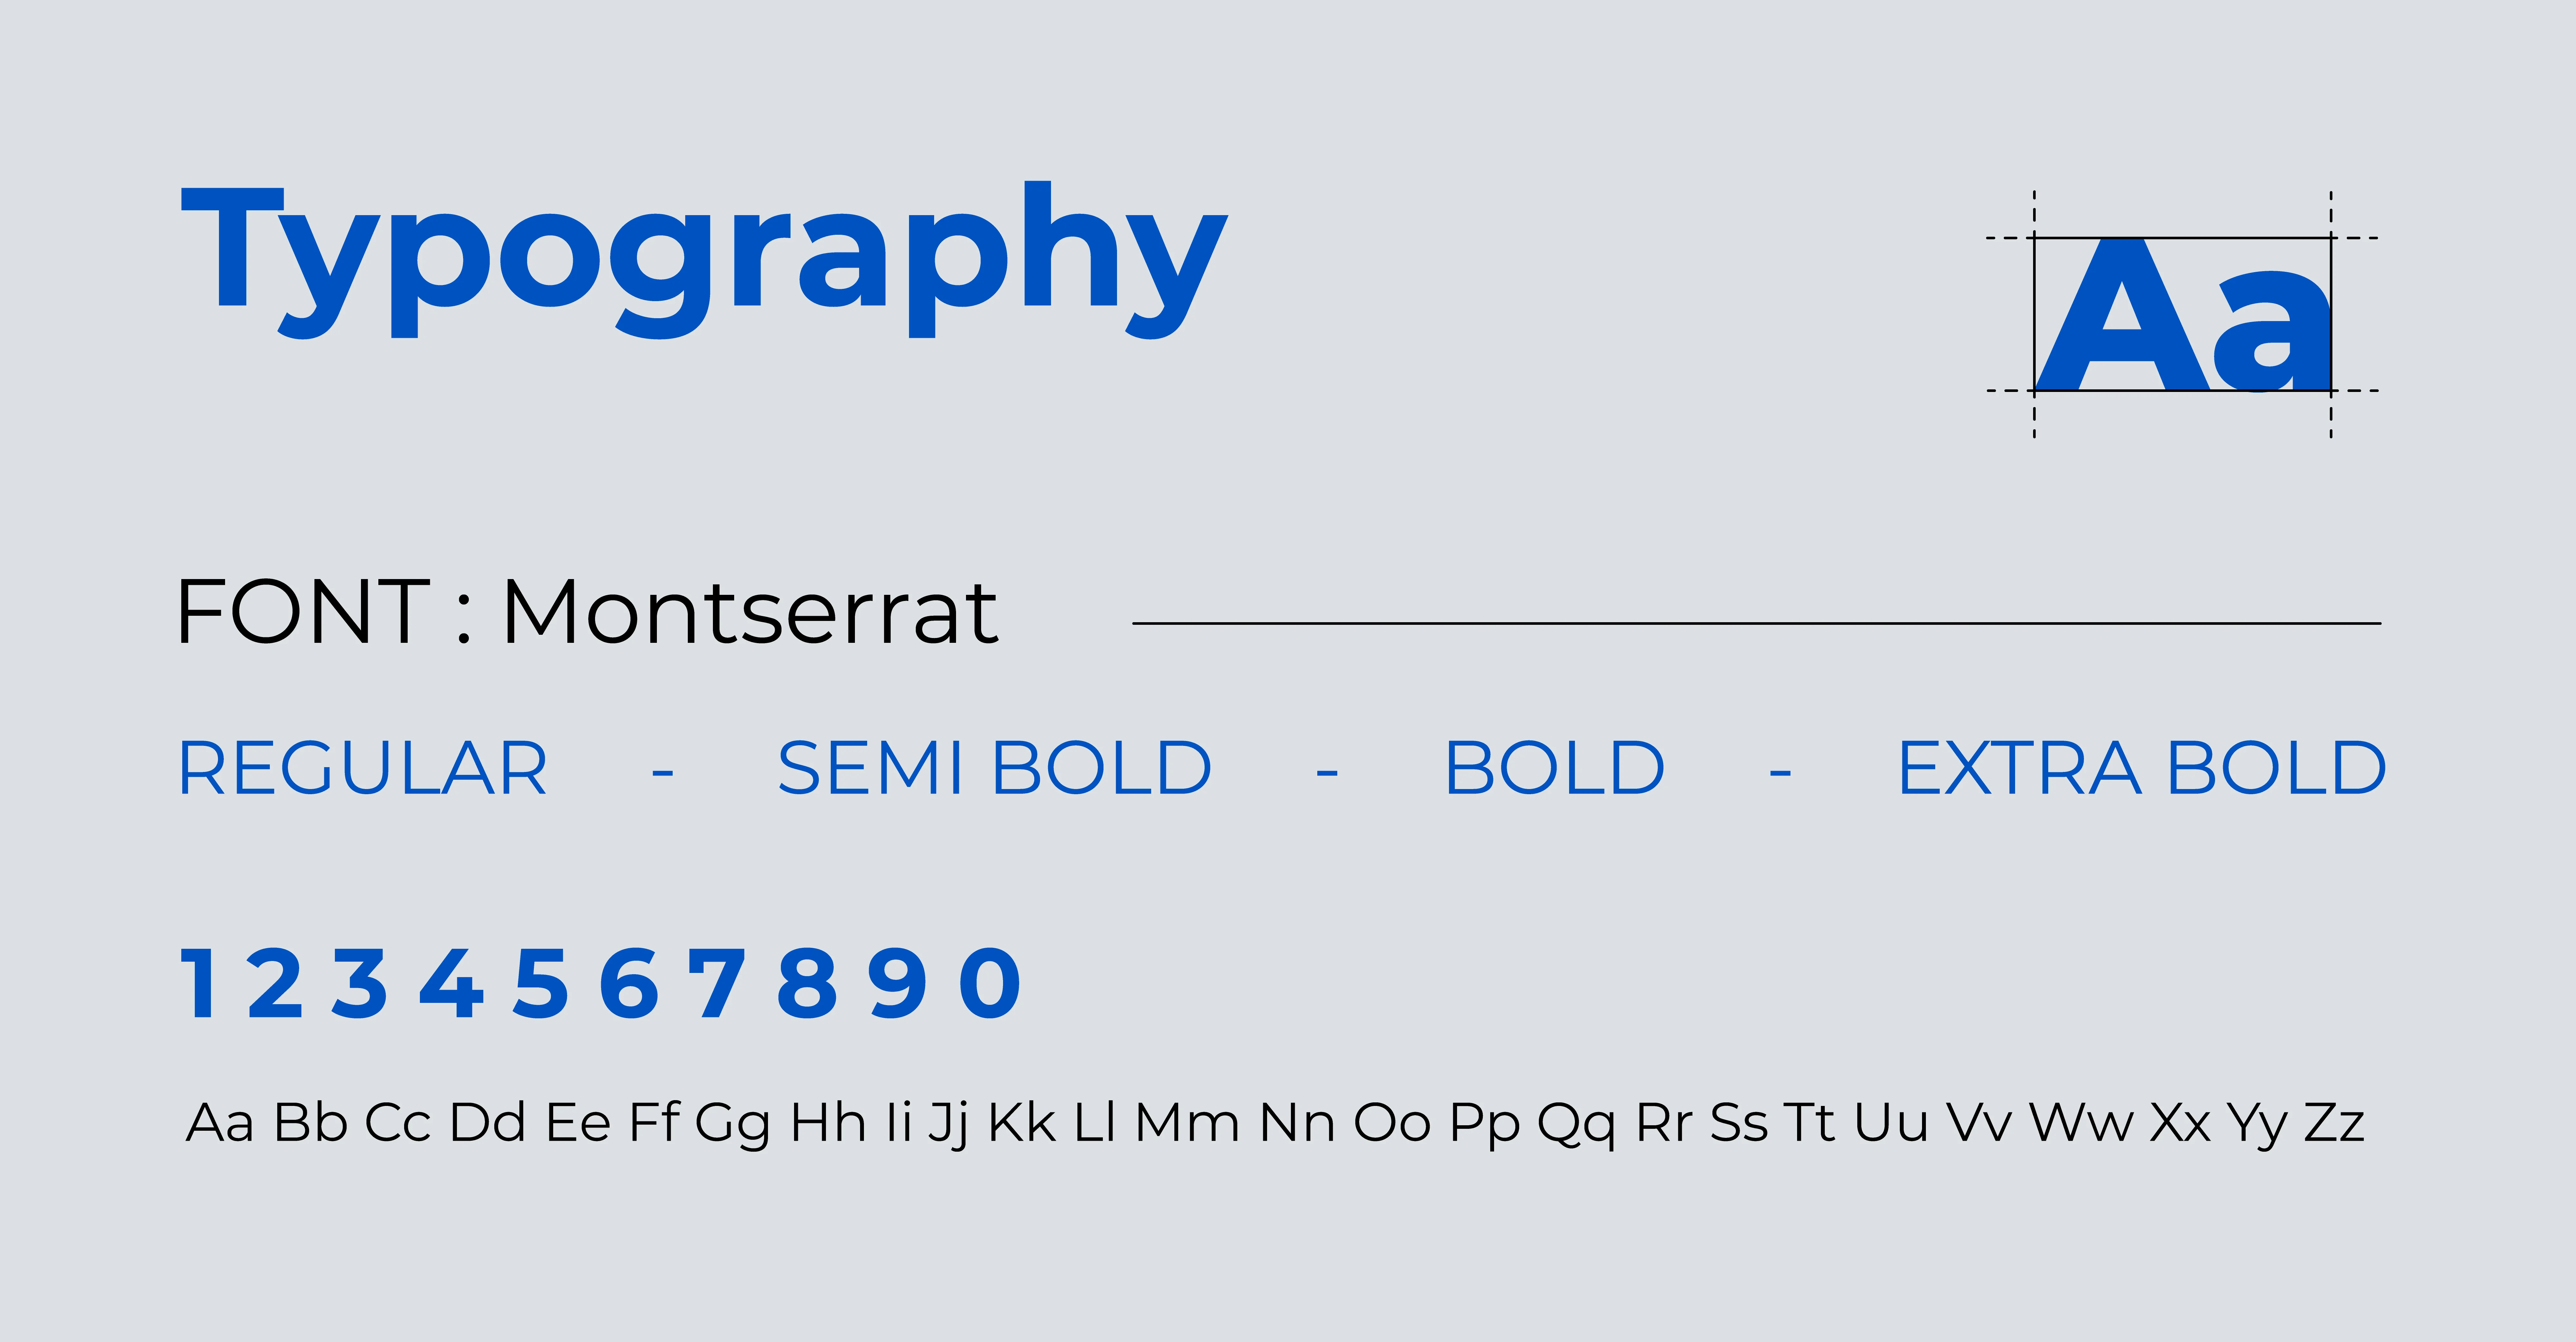 Typography
Aa
FONT : Montserrat
REGULAR - SEMI BOLD - BOLD - EXTRA BOLD
1 2 3 4 5 6 7 8 9 0
Aa Bb Cc Dd Ee Ff Gg Hh Ii Jj Kk Ll Mm Nn Oo Pp Qq Rr Ss Tt Uu Vv Ww Xx Yy Zz